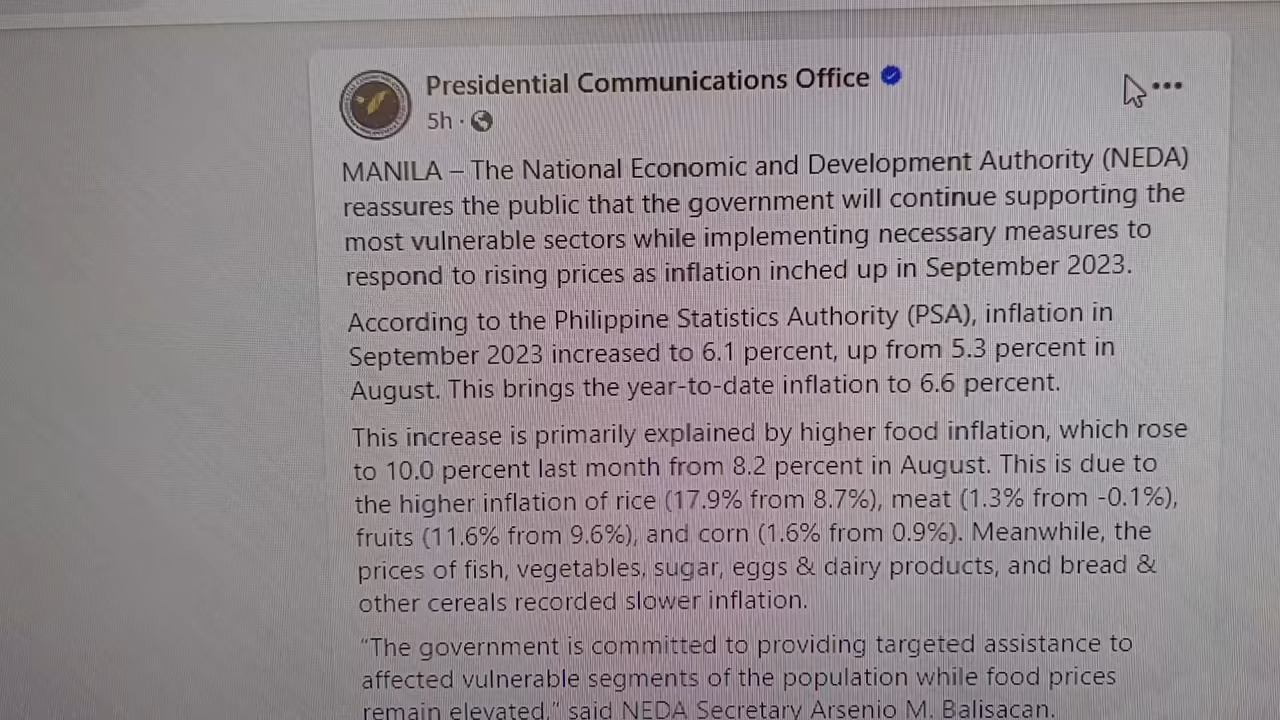 Presidential Communications Office
5h ·
MANILA – The National Economic and Development Authority (NEDA)
reassures the public that the government will continue supporting the
most vulnerable sectors while implementing necessary measures to
respond to rising prices as inflation inched up in September 2023.
According to the Philippine Statistics Authority (PSA), inflation in
September 2023 increased to 6.1 percent, up from 5.3 percent in
August. This brings the year-to-date inflation to 6.6 percent.
This increase is primarily explained by higher food inflation, which rose
to 10.0 percent last month from 8.2 percent in August. This is due to
the higher inflation of rice (17.9% from 8.7%), meat (1.3% from -0.1%),
fruits (11.6% from 9.6%), and corn (1.6% from 0.9%). Meanwhile, the
prices of fish, vegetables, sugar, eggs & dairy products, and bread &
other cereals recorded slower inflation.
“The government is committed to providing targeted assistance to
affected vulnerable segments of the population while food prices
remain elevated,” said NEDA Secretary Arsenio M. Balisacan.